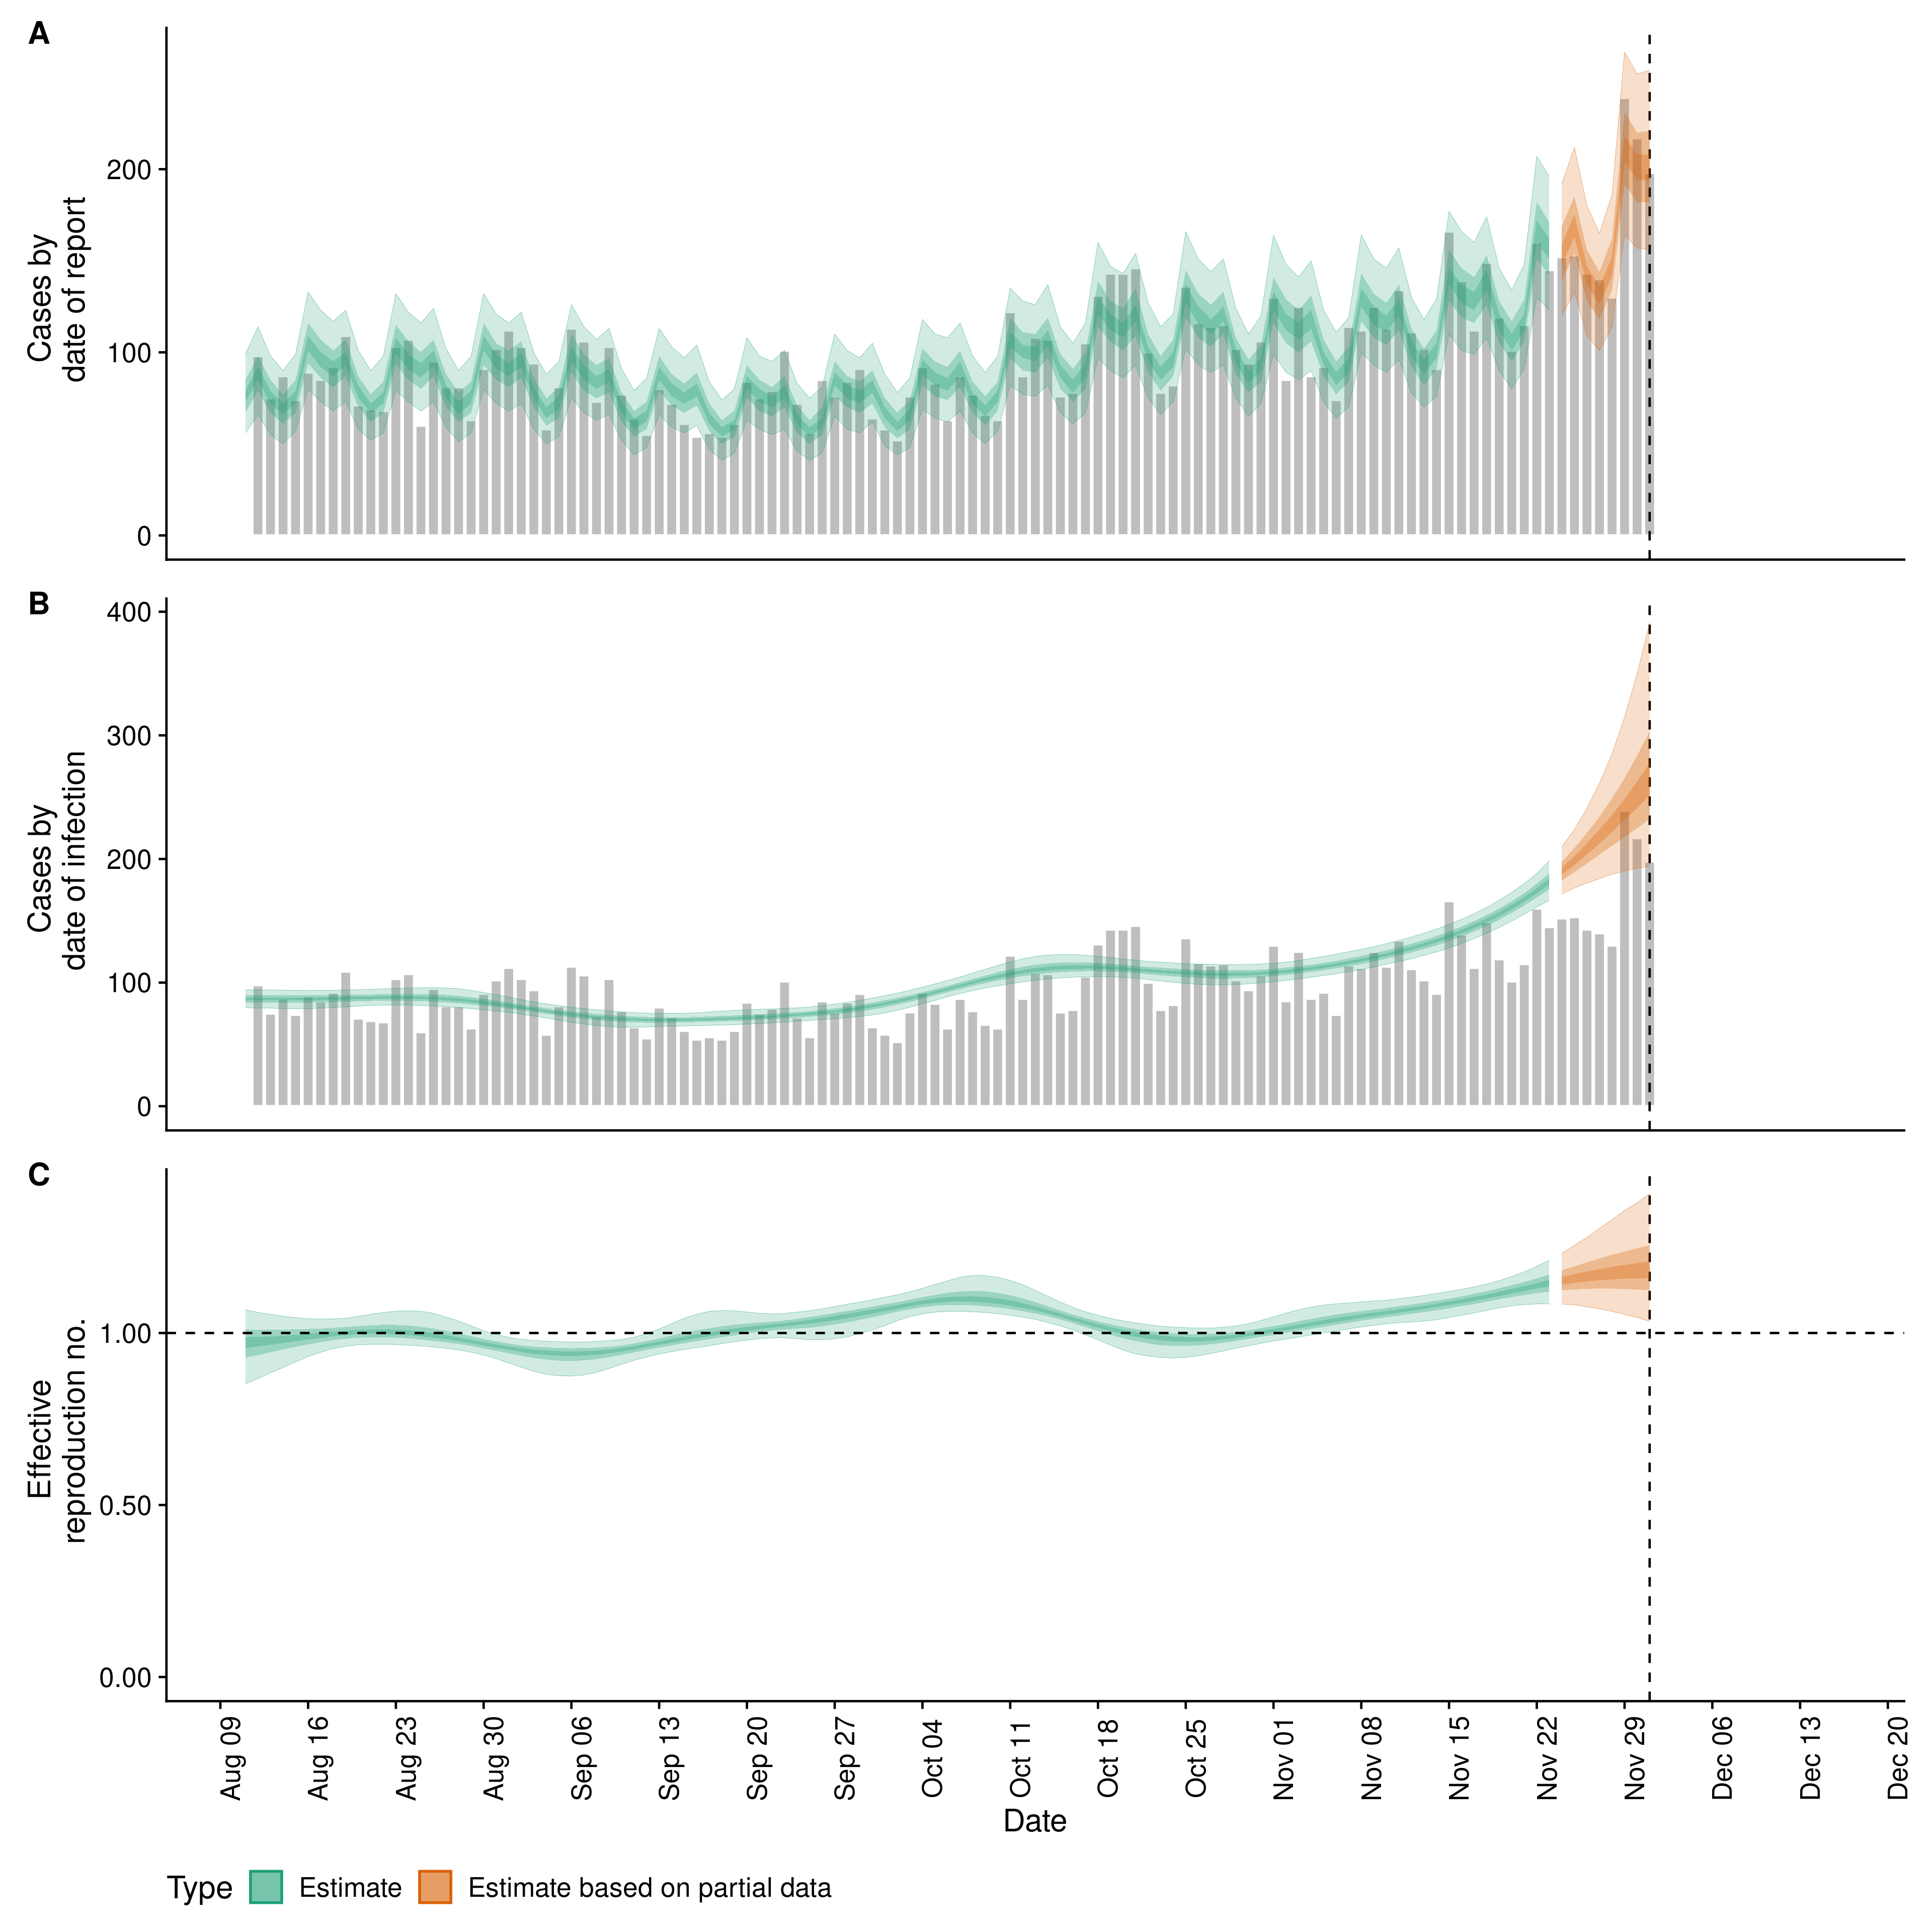 A
Cases by
date of report
200
100
0
B
Cases by
date of infection
400
300
200
100
0
C
Effective
reproduction no.
1.00
0.50
0.00
Aug 09
Aug 16
Aug 23
Aug 30
Sep 06
Sep 13
Sep 20
Sep 27
Oct 04
Oct 11
Oct 18
Oct 25
Nov 01
Nov 08
Nov 15
Nov 22
Nov 29
Dec 06
Dec 13
Dec 20
Date
Type
Estimate
Estimate based on partial data